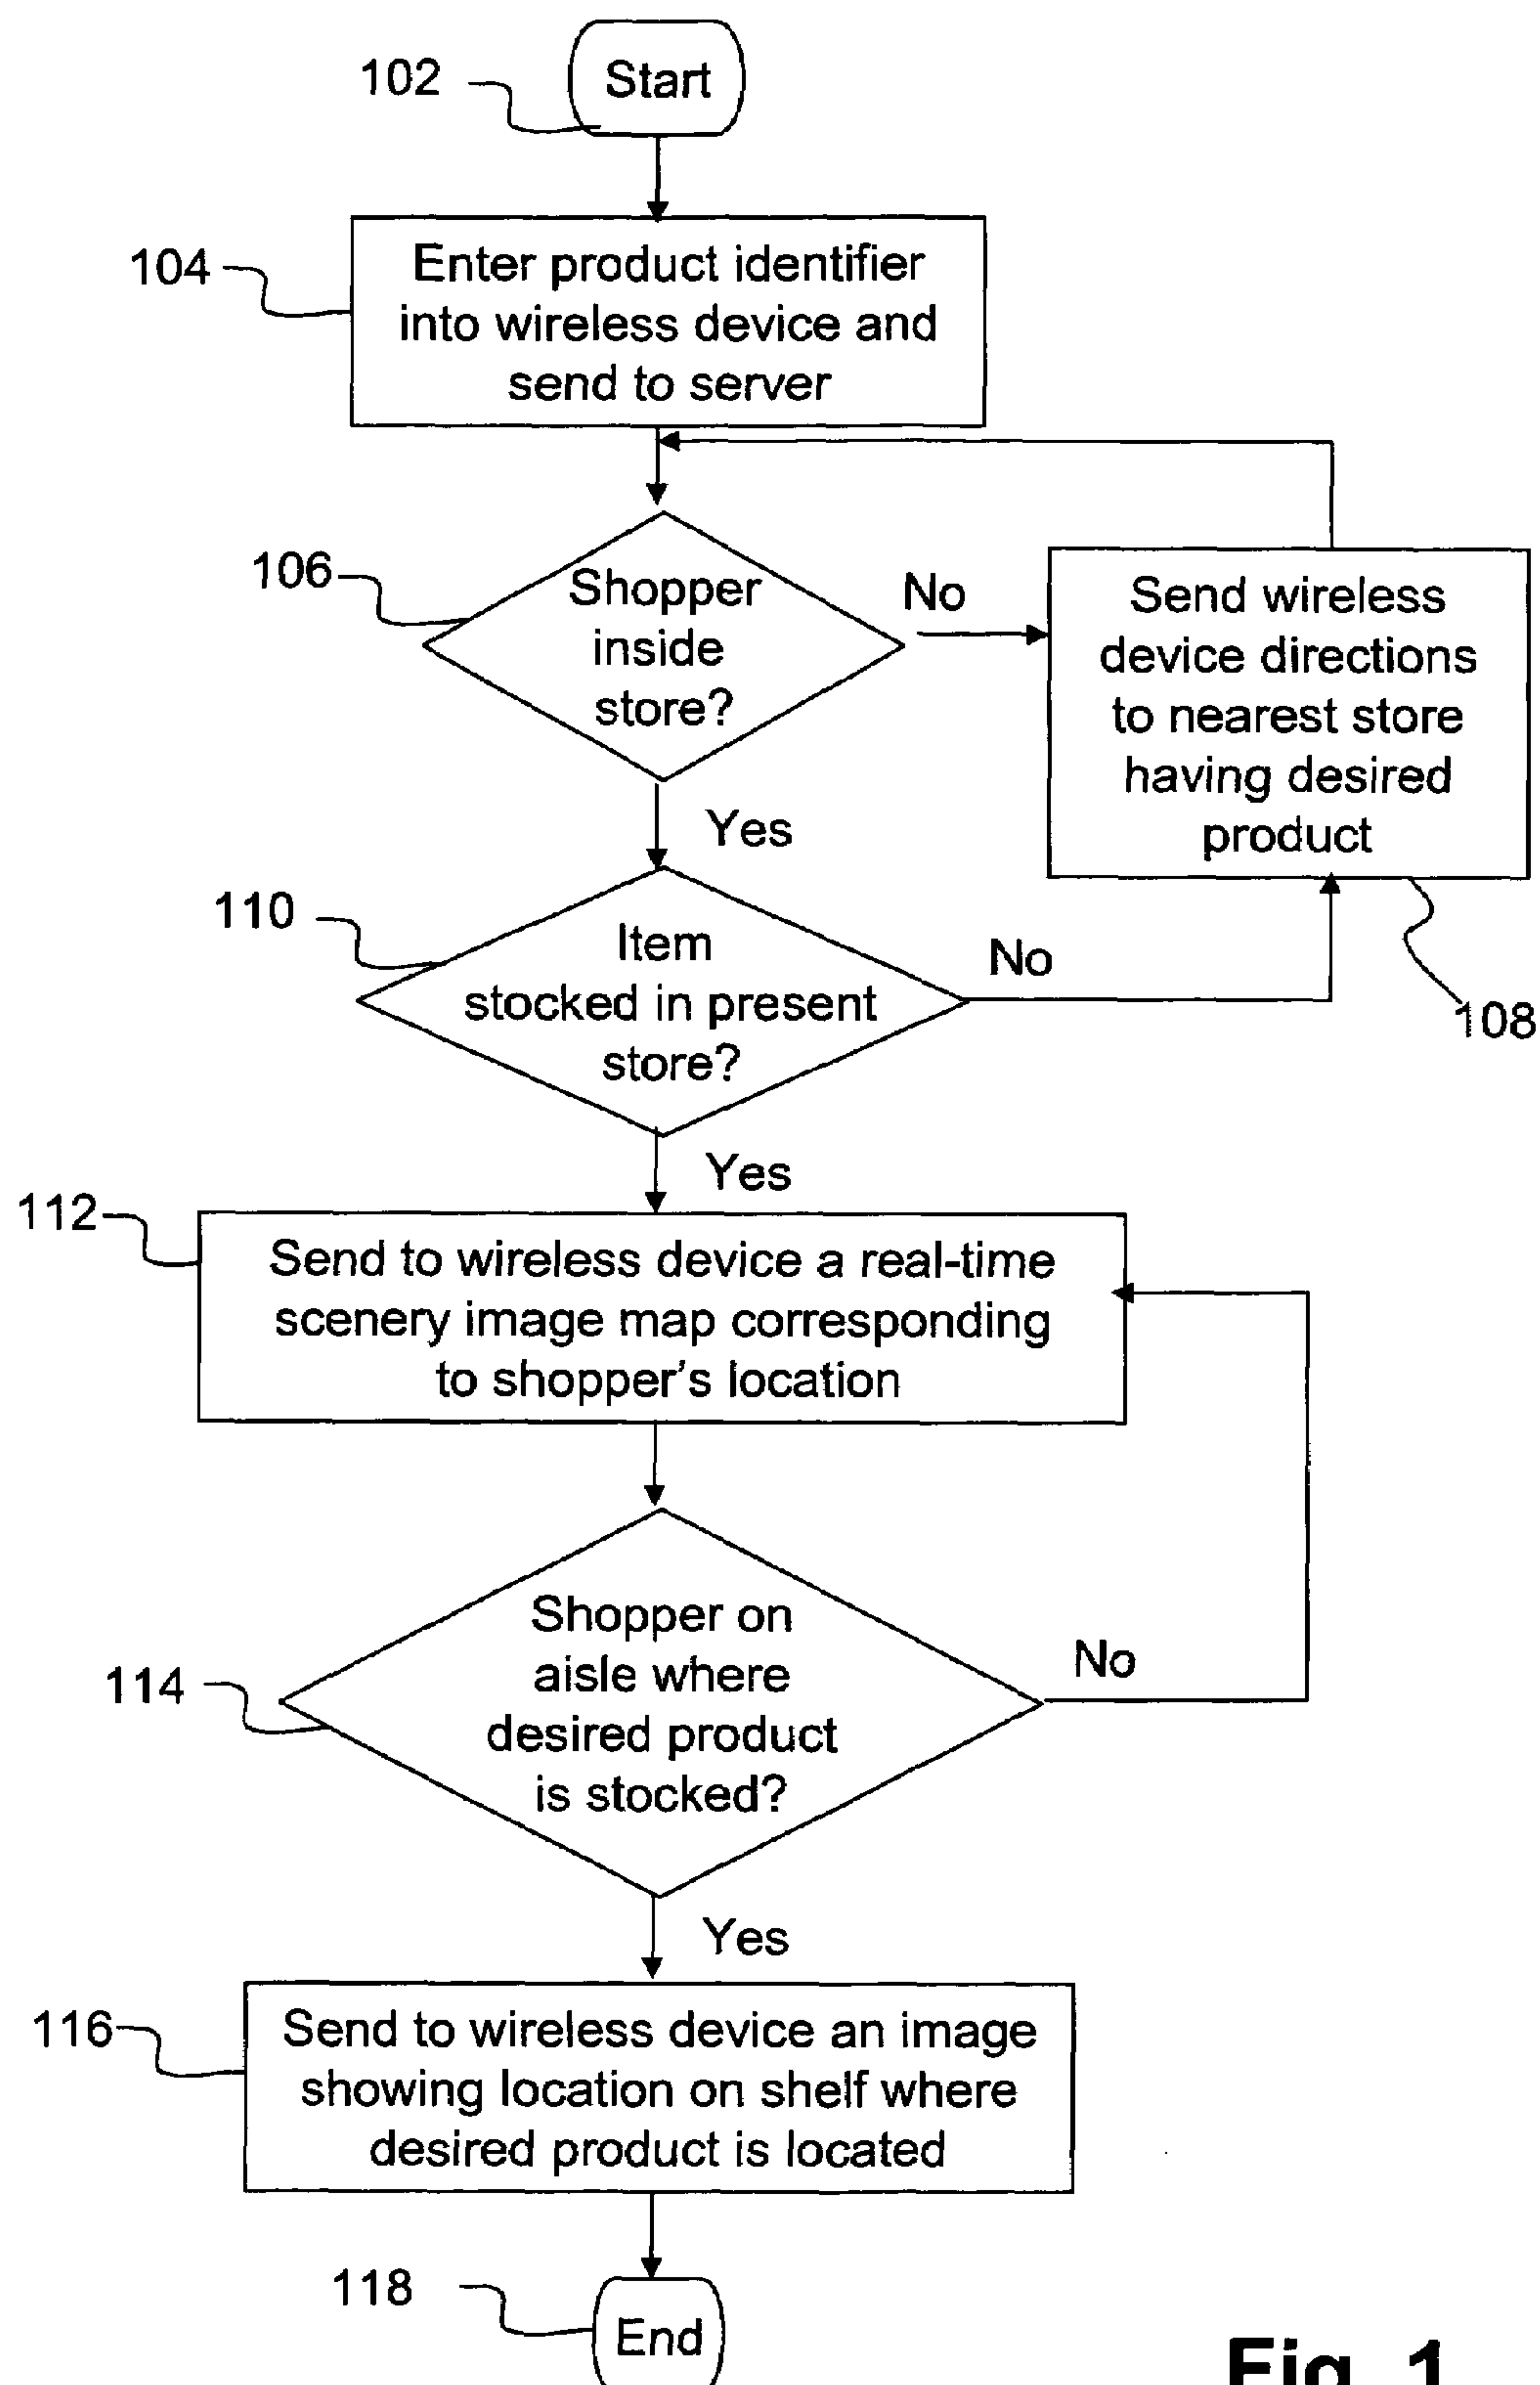 102
Start
104
Enter product identifier
into wireless device and
send to server
106
Shopper
inside
store?
No
Send wireless
device directions
to nearest store
having desired
product
Yes
110
Item
stocked in present
store?
No
108
Yes
112
Send to wireless device a real-time
scenery image map corresponding
to shopper's location
114
Shopper on
aisle where
desired product
is stocked?
No
Yes
116
Send to wireless device an image
showing location on shelf where
desired product is located
118
End
Fig. 1